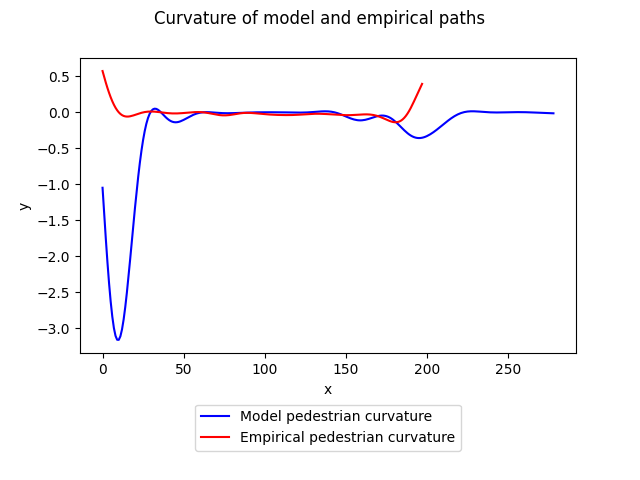 Curvature of model and empirical paths
0.5
0.0
−0.5
−1.0
−1.5
−2.0
−2.5
−3.0
y
0 50 100 150 200 250
x
Model pedestrian curvature
Empirical pedestrian curvature